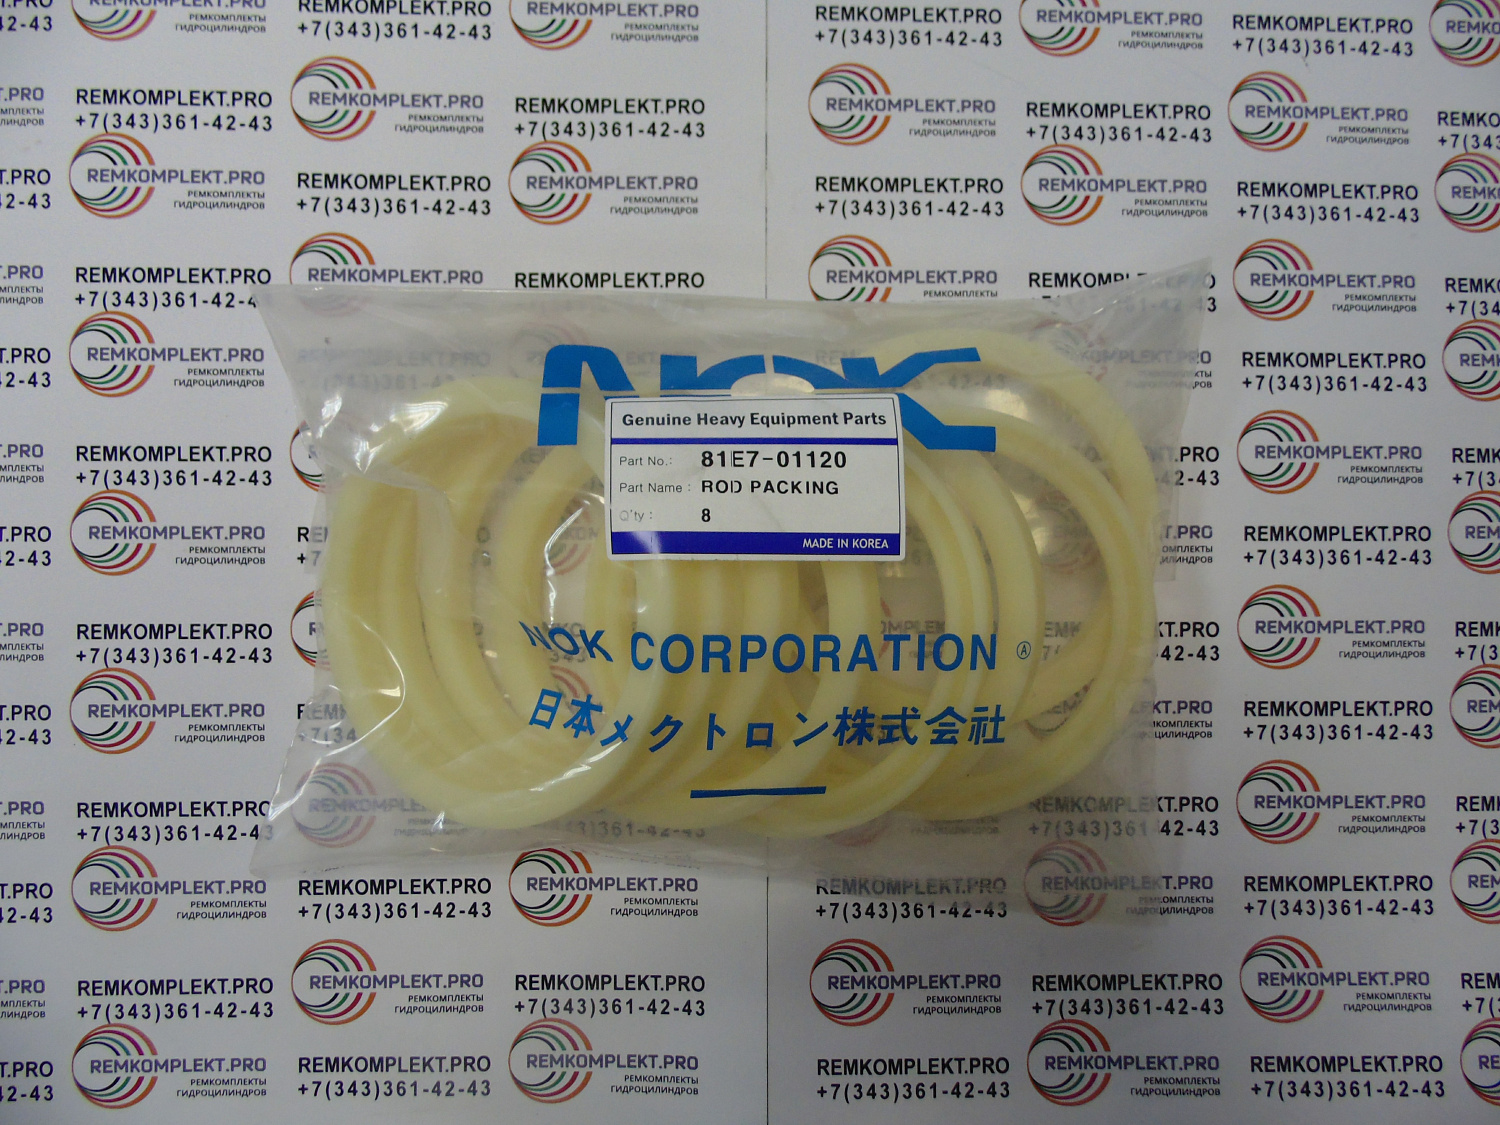 REMKOMPLEKT.PRO
+7(343)361-42-43
REMKOMPLEKT.PRO
РЕМКОМПЛЕКТЫ
ГИДРОЦИЛИНДРОВ
NOK
Genuine Heavy Equipment Parts
Part No.: 81E7-01120
Part Name : ROD PACKING
Q'ty : 8
MADE IN KOREA
NOK CORPORATION Ⓐ
日本メクトロン株式会社